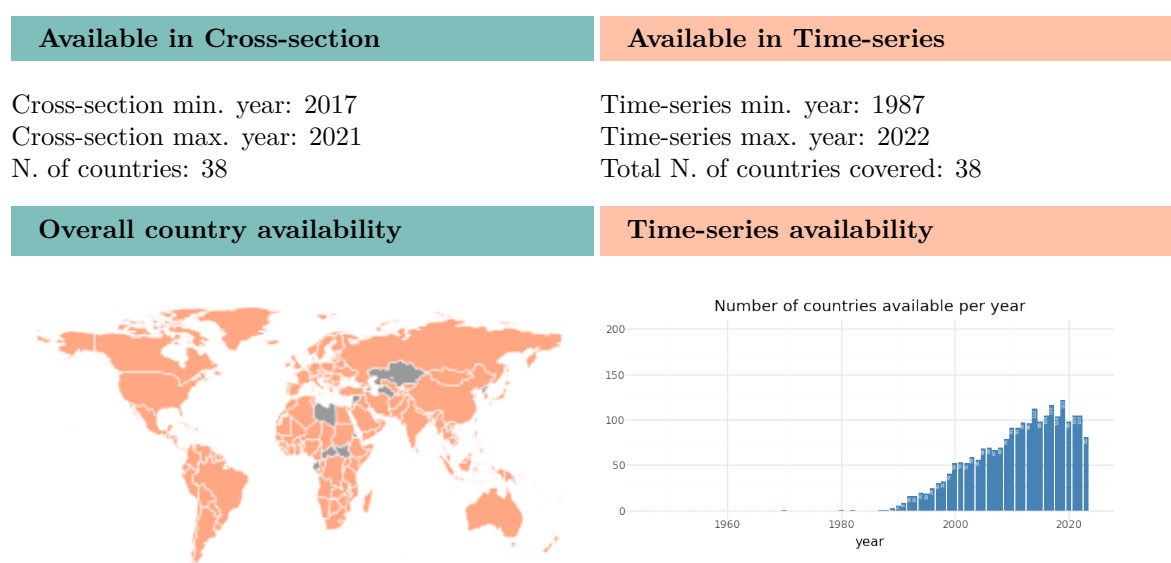 Available in Cross-section
Available in Time-series
Cross-section min. year: 2017
Cross-section max. year: 2021
N. of countries: 38
Time-series min. year: 1987
Time-series max. year: 2022
Total N. of countries covered: 38
Overall country availability
Time-series availability
Number of countries available per year
200
150
100
50
0
1960
1980
2000
2020
year